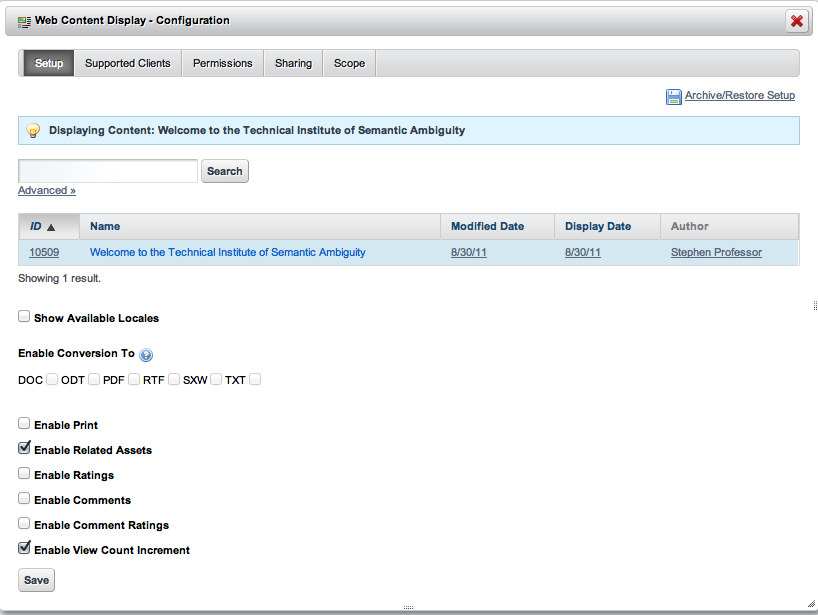 Web Content Display - Configuration
Setup Supported Clients Permissions Sharing Scope
Archive/Restore Setup
Displaying Content: Welcome to the Technical Institute of Semantic Ambiguity
Search
Advanced »
ID ▲ Name Modified Date Display Date Author
10509 Welcome to the Technical Institute of Semantic Ambiguity 8/30/11 8/30/11 Stephen Professor
Showing 1 result.
Show Available Locales
Enable Conversion To ?
DOC ODT PDF RTF SXW TXT
Enable Print
Enable Related Assets
Enable Ratings
Enable Comments
Enable Comment Ratings
Enable View Count Increment
Save